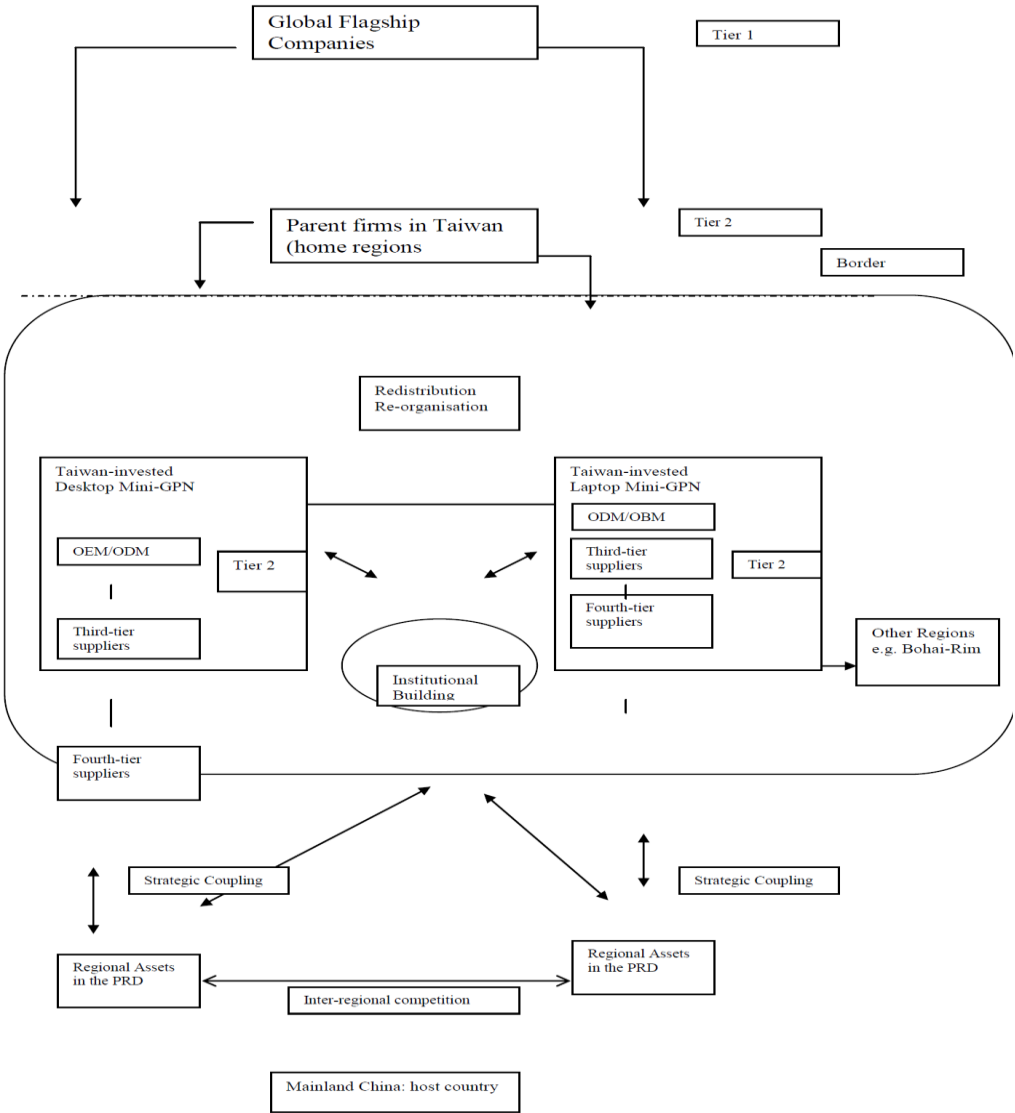 Global Flagship
Companies
Tier 1
Parent firms in Taiwan
(home regions
Tier 2
Border
Redistribution
Re-organisation
Taiwan-invested
Desktop Mini-GPN
OEM/ODM
Tier 2
Third-tier
suppliers
Taiwan-invested
Laptop Mini-GPN
ODM/OBM
Third-tier
suppliers
Tier 2
Fourth-tier
suppliers
Other Regions
e.g. Bohai-Rim
Institutional
Building
Fourth-tier
suppliers
Strategic Coupling
Strategic Coupling
Regional Assets
in the PRD
Regional Assets
in the PRD
Inter-regional competition
Mainland China: host country